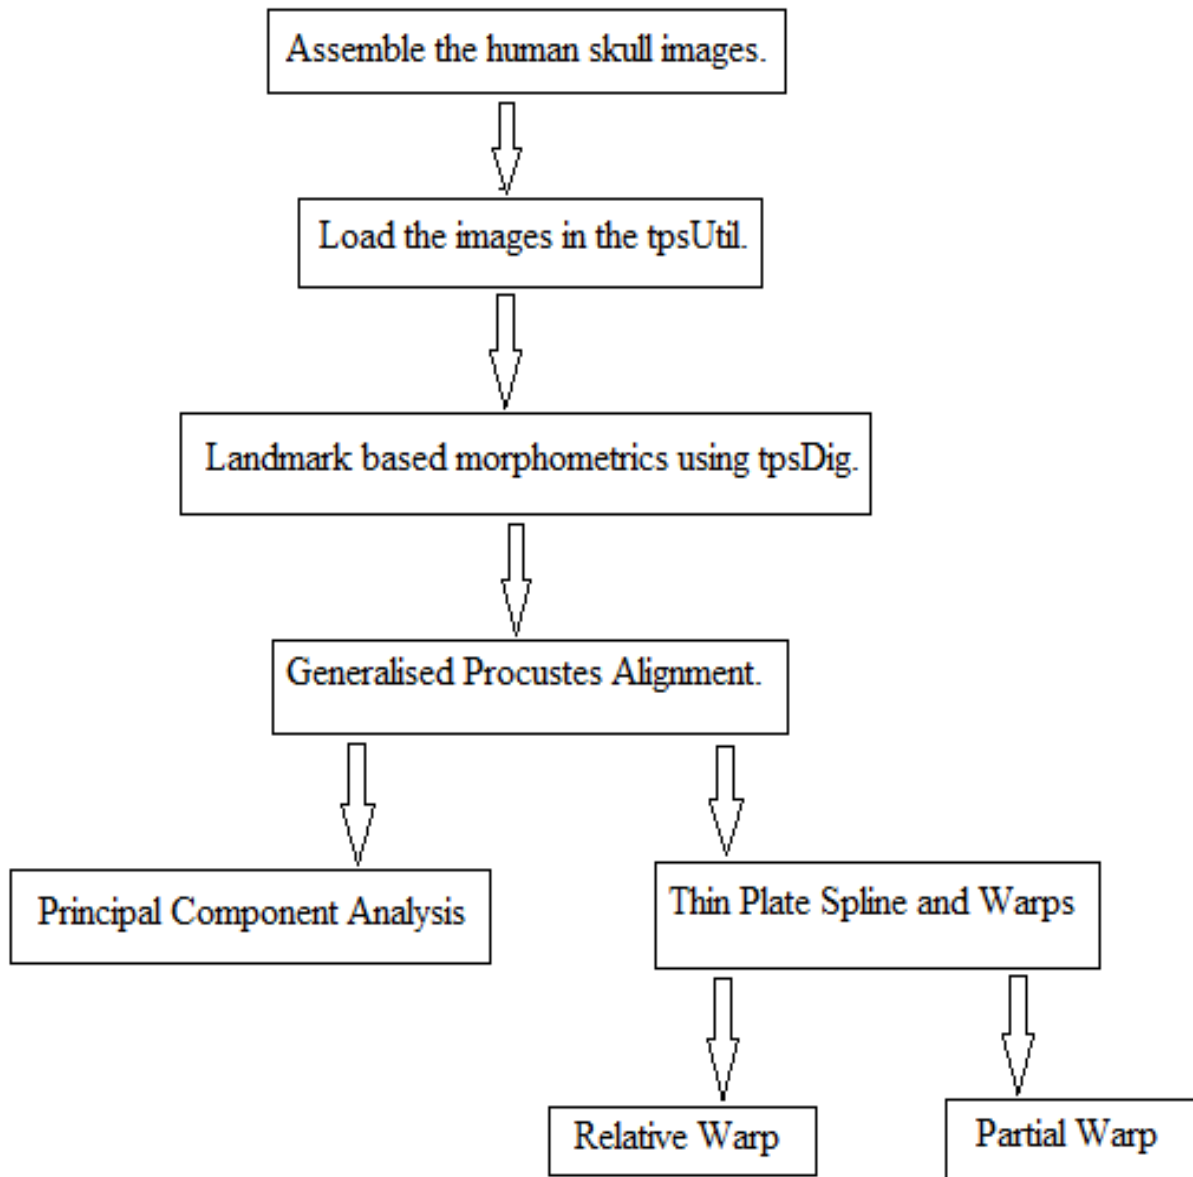 Assemble the human skull images.
Load the images in the tpsUtil.
Landmark based morphometrics using tpsDig.
Generalised Procustes Alignment.
Principal Component Analysis
Thin Plate Spline and Warps
Relative Warp
Partial Warp